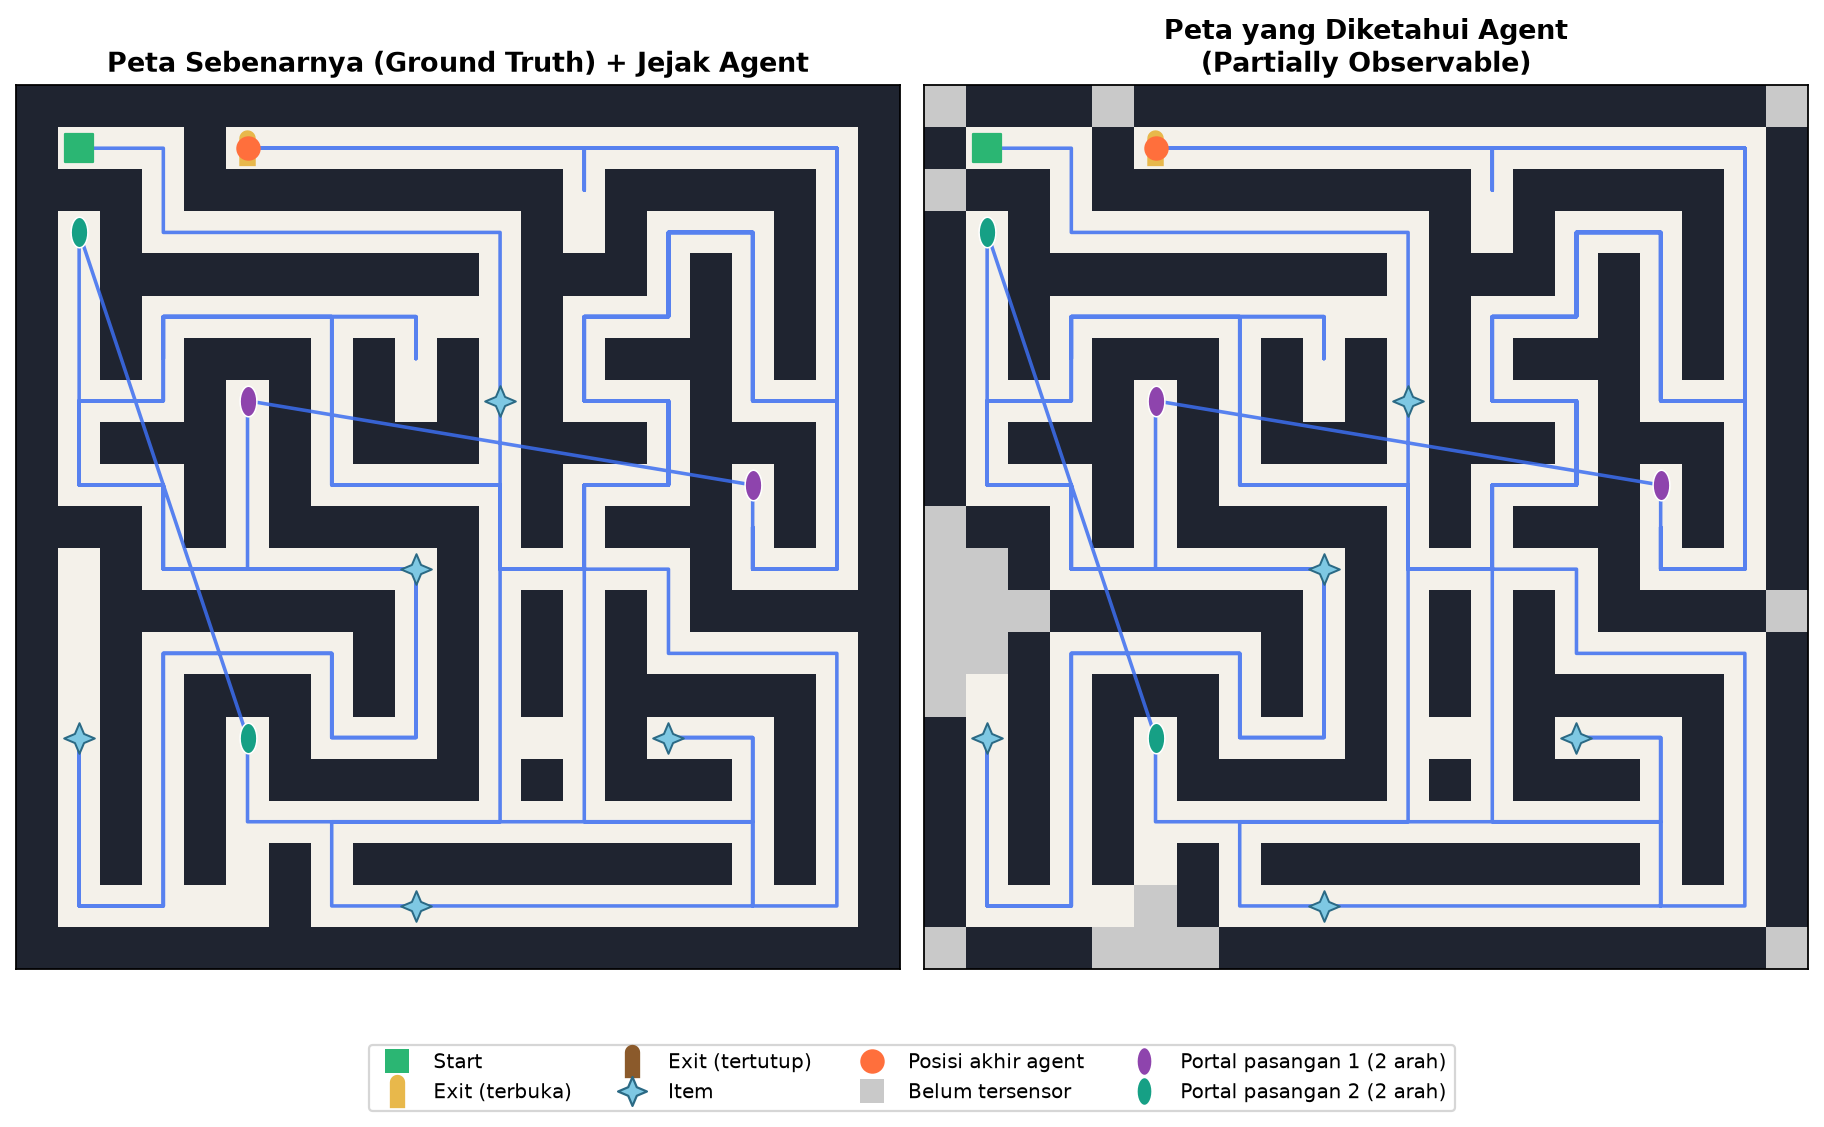 Peta Sebenarnya (Ground Truth) + Jejak Agent
Peta yang Diketahui Agent
(Partially Observable)
Start
Exit (terbuka)
Exit (tertutup)
Item
Posisi akhir agent
Belum tersensor
Portal pasangan 1 (2 arah)
Portal pasangan 2 (2 arah)